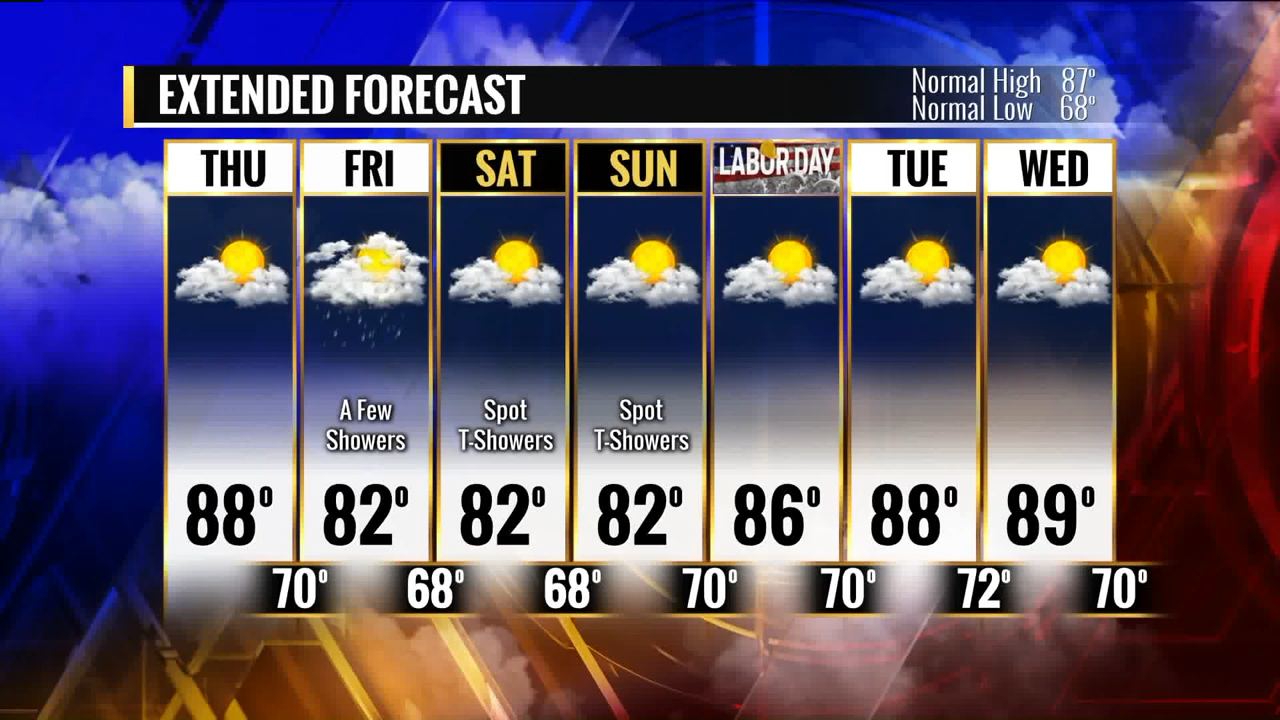 EXTENDED FORECAST
Normal High 87°
Normal Low 68°
THU FRI SAT SUN LABOR DAY TUE WED
A Few Spot Spot
Showers T-Showers T-Showers
88° 82° 82° 82° 86° 88° 89°
70° 68° 68° 70° 70° 72° 70°